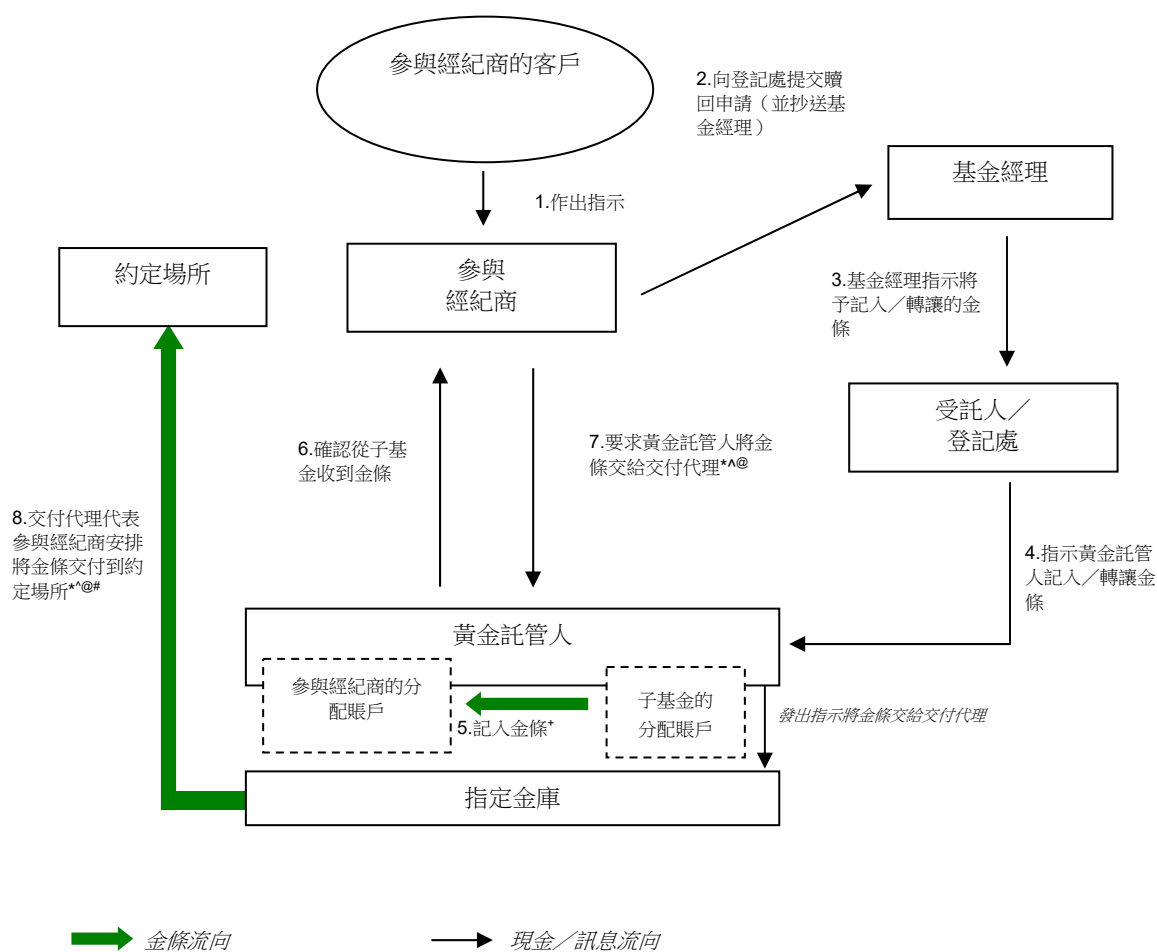 參與經紀商的客戶
2.向登記處提交贖
回申請（並抄送基
金經理）
基金經理
1.作出指示
約定場所
參與
經紀商
3.基金經理指示將
予記入／轉讓的金
條
受託人／
登記處
6.確認從子基
金收到金條
7.要求黃金託管人將金
條交給交付代理*^@
8.交付代理代表
參與經紀商安排
將金條交付到約
定場所*^@#
4.指示黃金託管
人記入／轉讓金
條
黃金託管人
參與經紀商的分
配賬戶
5.記入金條+
子基金的
分配賬戶
發出指示將金條交給交付代理
指定金庫
金條流向
現金／訊息流向